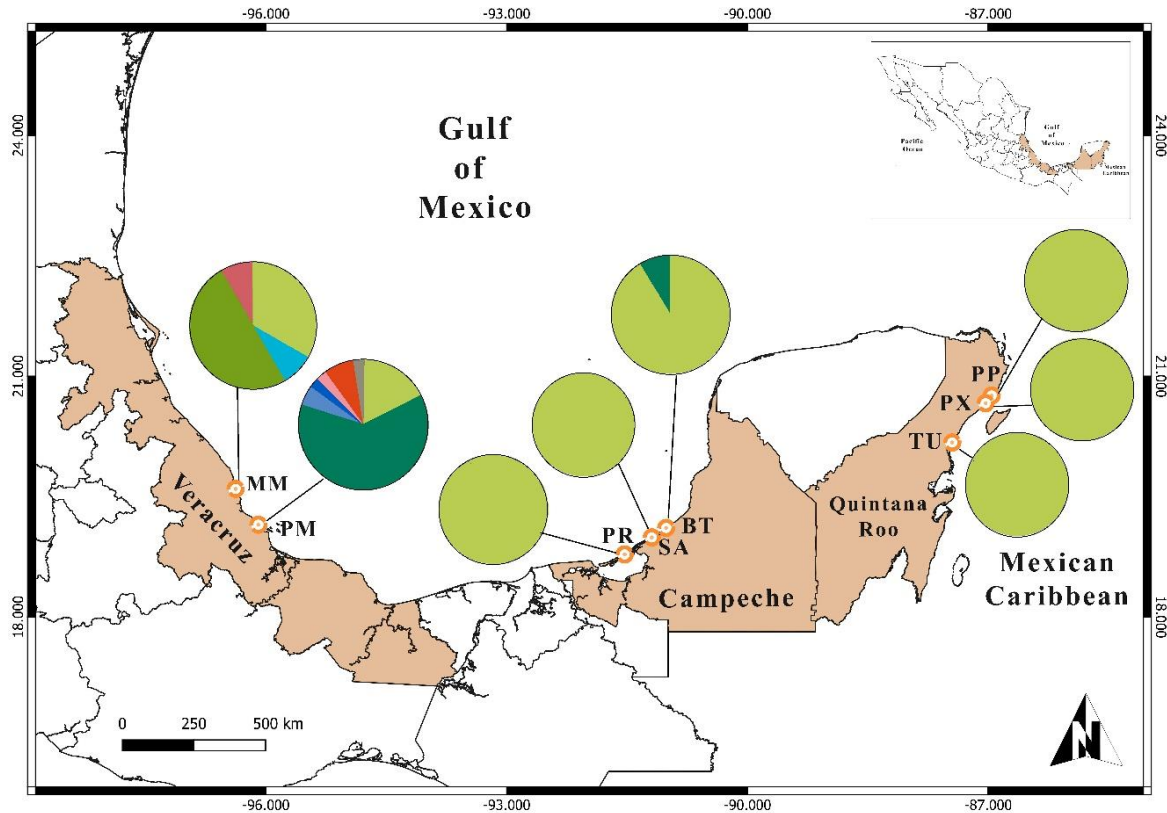 -96.000
-93.000
-90.000
-87.000
24.000
24.000
Gulf
of
Mexico
Gulf
of
Mexico
Pacific
Ocean
Mexican
Caribbean
21.000
21.000
PP
PX
TU
MM
PM
Veracruz
PR
BT
SA
Quintana
Roo
Campeche
Mexican
Caribbean
18.000
18.000
0 250 500 km
N
-96.000
-93.000
-90.000
-87.000